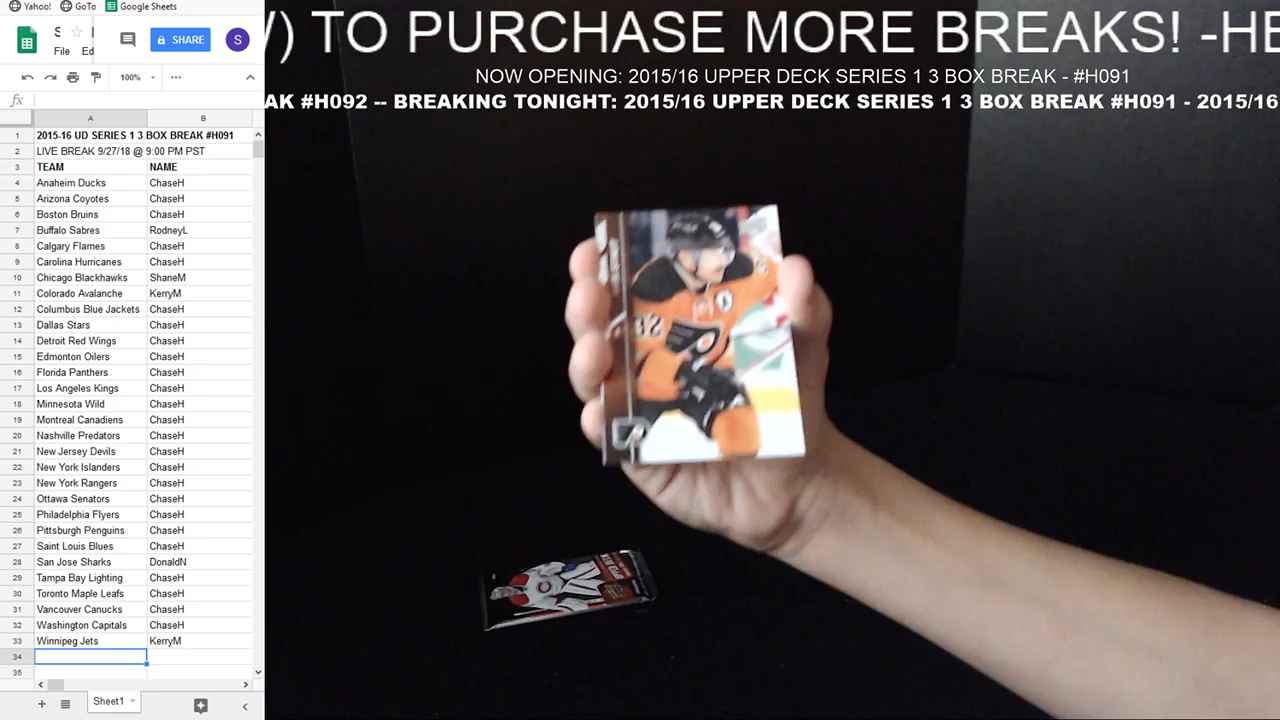 Yahoo!
GoTo
Google Sheets
S
File
Ed
SHARE
S
100%
fx
A
B
1 2015-16 UD SERIES 1 3 BOX BREAK #H091
2 LIVE BREAK 9/27/18 @ 9:00 PM PST
3 TEAM NAME
4 Anaheim Ducks ChaseH
5 Arizona Coyotes ChaseH
6 Boston Bruins ChaseH
7 Buffalo Sabres RodneyL
8 Calgary Flames ChaseH
9 Carolina Hurricanes ChaseH
10 Chicago Blackhawks ShaneM
11 Colorado Avalanche KerryM
12 Columbus Blue Jackets ChaseH
13 Dallas Stars ChaseH
14 Detroit Red Wings ChaseH
15 Edmonton Oilers ChaseH
16 Florida Panthers ChaseH
17 Los Angeles Kings ChaseH
18 Minnesota Wild ChaseH
19 Montreal Canadiens ChaseH
20 Nashville Predators ChaseH
21 New Jersey Devils ChaseH
22 New York Islanders ChaseH
23 New York Rangers ChaseH
24 Ottawa Senators ChaseH
25 Philadelphia Flyers ChaseH
26 Pittsburgh Penguins ChaseH
27 Saint Louis Blues ChaseH
28 San Jose Sharks DonaldN
29 Tampa Bay Lighting ChaseH
30 Toronto Maple Leafs ChaseH
31 Vancouver Canucks ChaseH
32 Washington Capitals ChaseH
33 Winnipeg Jets KerryM
34
35
Sheet1
) TO PURCHASE MORE BREAKS! -HE
NOW OPENING: 2015/16 UPPER DECK SERIES 1 3 BOX BREAK - #H091
AK #H092 -- BREAKING TONIGHT: 2015/16 UPPER DECK SERIES 1 3 BOX BREAK #H091 - 2015/16
32